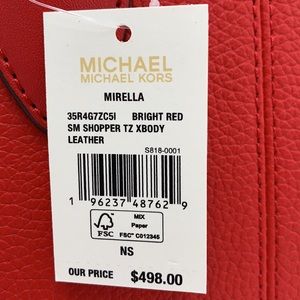 MICHAEL
MICHAEL KORS
MIRELLA
35R4G7ZC5I BRIGHT RED
SM SHOPPER TZ XBODY
LEATHER
S818-0001
1 96237 48762 9
FSC
MIX
Paper
FSC® C012345
NS
OUR PRICE $498.00